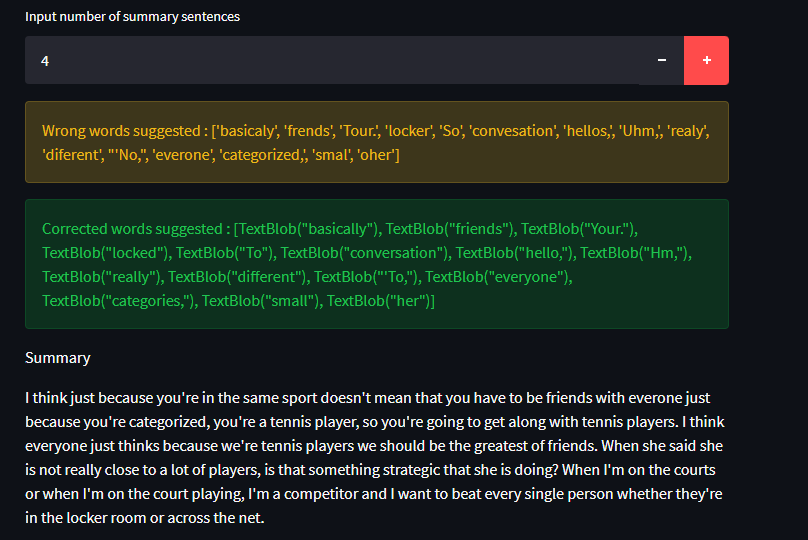 Input number of summary sentences
4 − +
Wrong words suggested : ['basicaly', 'frends', 'Tour.', 'locker', 'So', 'convesation', 'hellos,', 'Uhm,', 'realy',
'diferent', "'No,", 'everone', 'categorized,', 'smal', 'oher']
Corrected words suggested : [TextBlob("basically"), TextBlob("friends"), TextBlob("Your."),
TextBlob("locked"), TextBlob("To"), TextBlob("conversation"), TextBlob("hello,"), TextBlob("Hm,"),
TextBlob("really"), TextBlob("different"), TextBlob("'To,"), TextBlob("everyone"),
TextBlob("categories,"), TextBlob("small"), TextBlob("her")]
Summary
I think just because you're in the same sport doesn't mean that you have to be friends with everone just
because you're categorized, you're a tennis player, so you're going to get along with tennis players. I think
everyone just thinks because we're tennis players we should be the greatest of friends. When she said she
is not really close to a lot of players, is that something strategic that she is doing? When I'm on the courts
or when I'm on the court playing, I'm a competitor and I want to beat every single person whether they're
in the locker room or across the net.